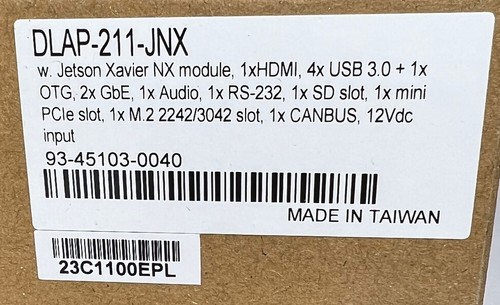 DLAP-211-JNX
w. Jetson Xavier NX module, 1xHDMI, 4x USB 3.0 + 1x
OTG, 2x GbE, 1x Audio, 1x RS-232, 1x SD slot, 1x mini
PCIe slot, 1x M.2 2242/3042 slot, 1x CANBUS, 12Vdc
input
93-45103-0040
MADE IN TAIWAN
23C1100EPL